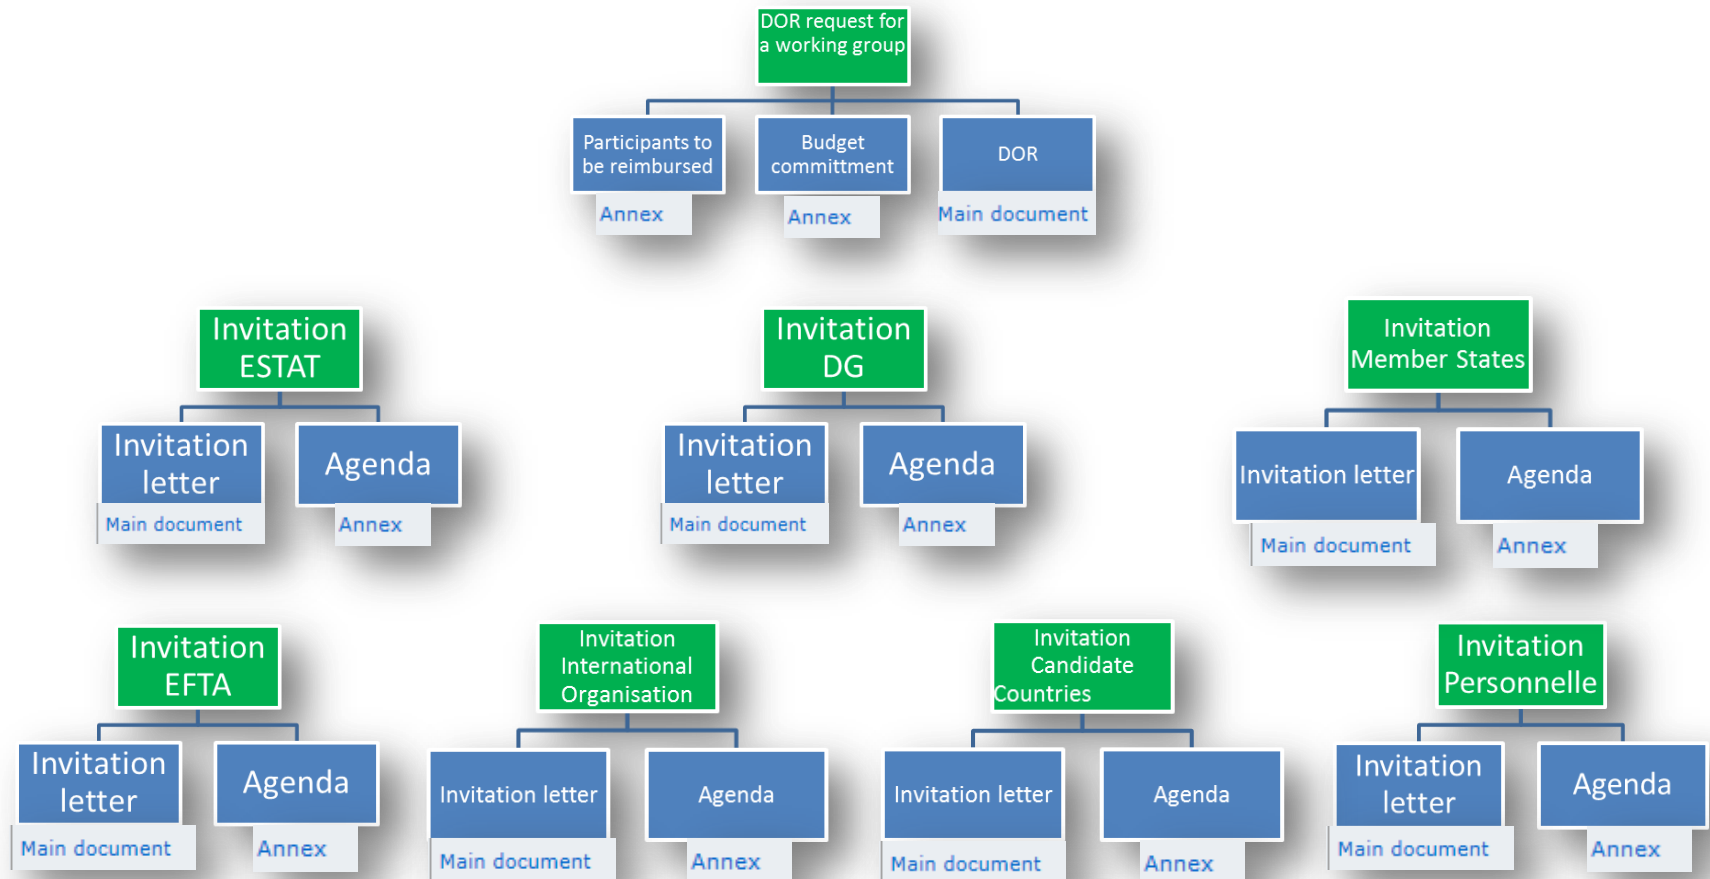 DOR request for
a working group
Participants to
be reimbursed
Annex
Budget
committment
Annex
DOR
Main document
Invitation
ESTAT
Invitation
letter
Main document
Agenda
Annex
Invitation
DG
Invitation
letter
Main document
Agenda
Annex
Invitation
Member States
Invitation letter
Main document
Agenda
Annex
Invitation
EFTA
Invitation
letter
Main document
Agenda
Annex
Invitation
International
Organisation
Invitation letter
Main document
Agenda
Annex
Invitation
Candidate
Countries
Invitation letter
Main document
Agenda
Annex
Invitation
Personnelle
Invitation
letter
Main document
Agenda
Annex